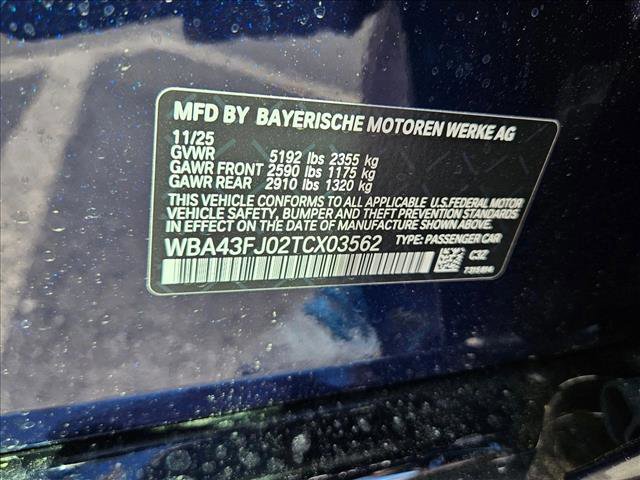 MFD BY BAYERISCHE MOTOREN WERKE AG
11/25
GVWR 5192 lbs 2355 kg
GAWR FRONT 2590 lbs 1175 kg
GAWR REAR 2910 lbs 1320 kg
THIS VEHICLE CONFORMS TO ALL APPLICABLE U.S.FEDERAL MOTOR
VEHICLE SAFETY, BUMPER, AND THEFT PREVENTION STANDARDS
IN EFFECT ON THE DATE OF MANUFACTURE SHOWN ABOVE.
WBA43FJ02TCX03562 TYPE: PASSENGER CAR
C3Z